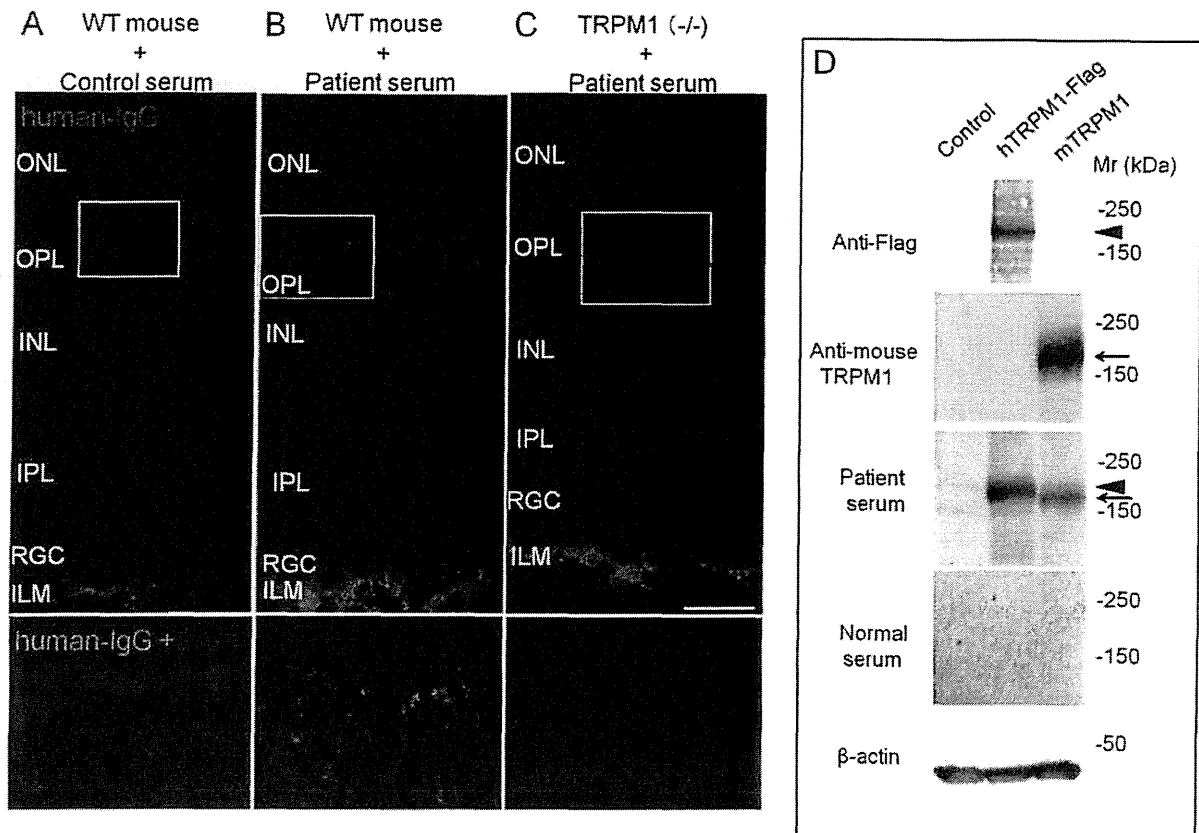 A WT mouse + Control serum
B WT mouse + Patient serum
C TRPM1 (-/-) + Patient serum
human-IgG
ONL
OPL
INL
IPL
RGC
ILM
ONL
OPL
INL
IPL
RGC
ILM
ONL
OPL
INL
IPL
RGC
ILM
human-IgG +
D
Control
hTRPM1-Flag
mTRPM1
Mr (kDa)
Anti-Flag
-250
-150
Anti-mouse TRPM1
-250
-150
Patient serum
-250
-150
Normal serum
-250
-150
β-actin
-50